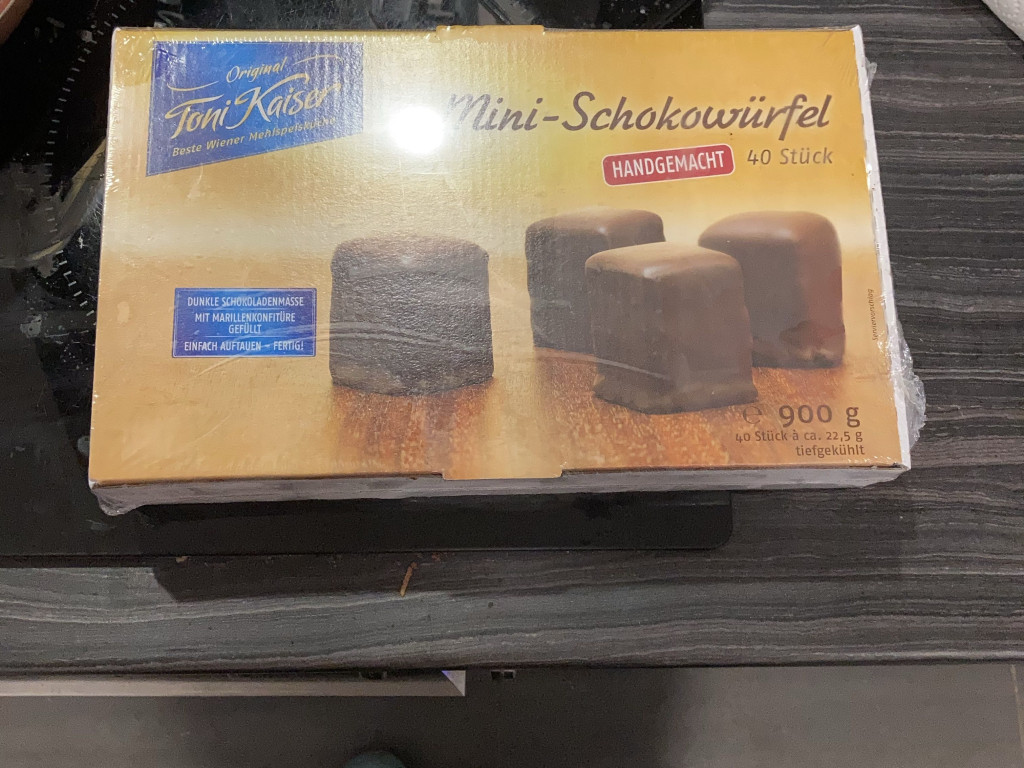 Original
Toni Kaiser
Beste Wiener Mehlspeisküche
Mini-Schokowürfel
HANDGEMACHT 40 Stück
DUNKLE SCHOKOLADENMASSE
MIT MARILLENKONFITÜRE
GEFÜLLT
EINFACH AUFTAUEN – FERTIG!
Serviervorschlag
e 900 g
40 Stück à ca. 22,5 g
tiefgekühlt